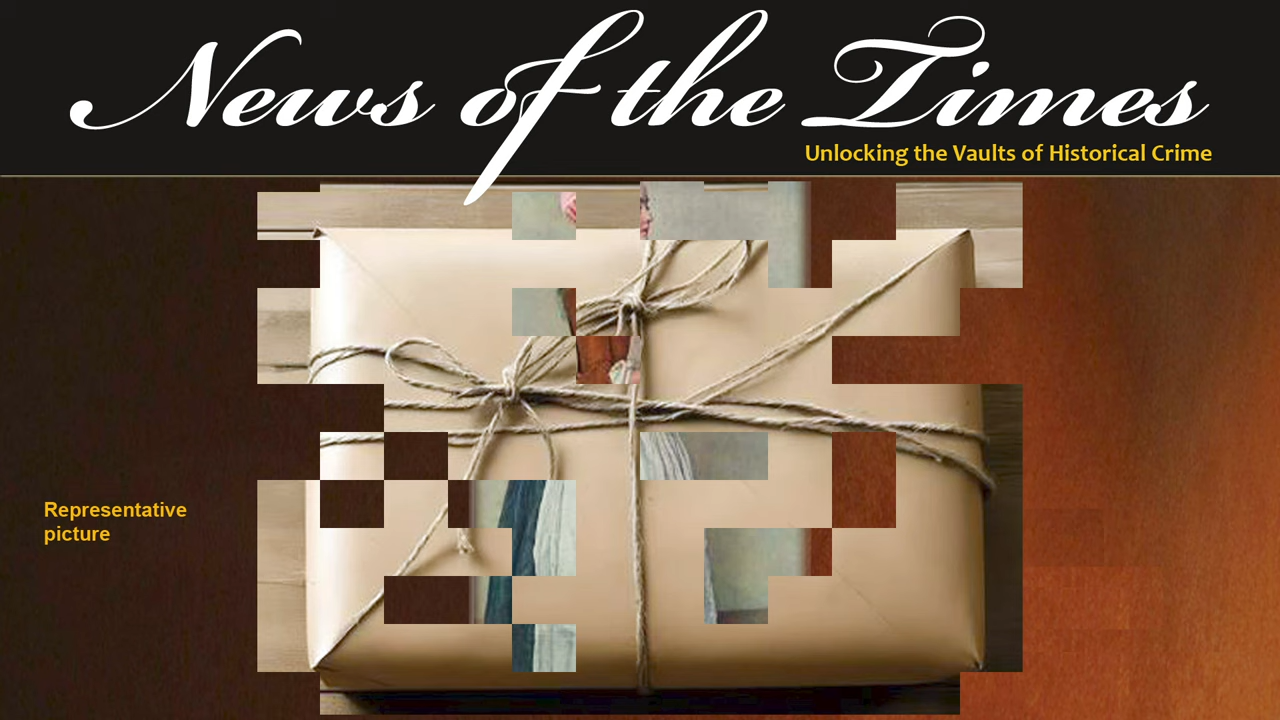 News of the Times
Unlocking the Vaults of Historical Crime
Representative
picture